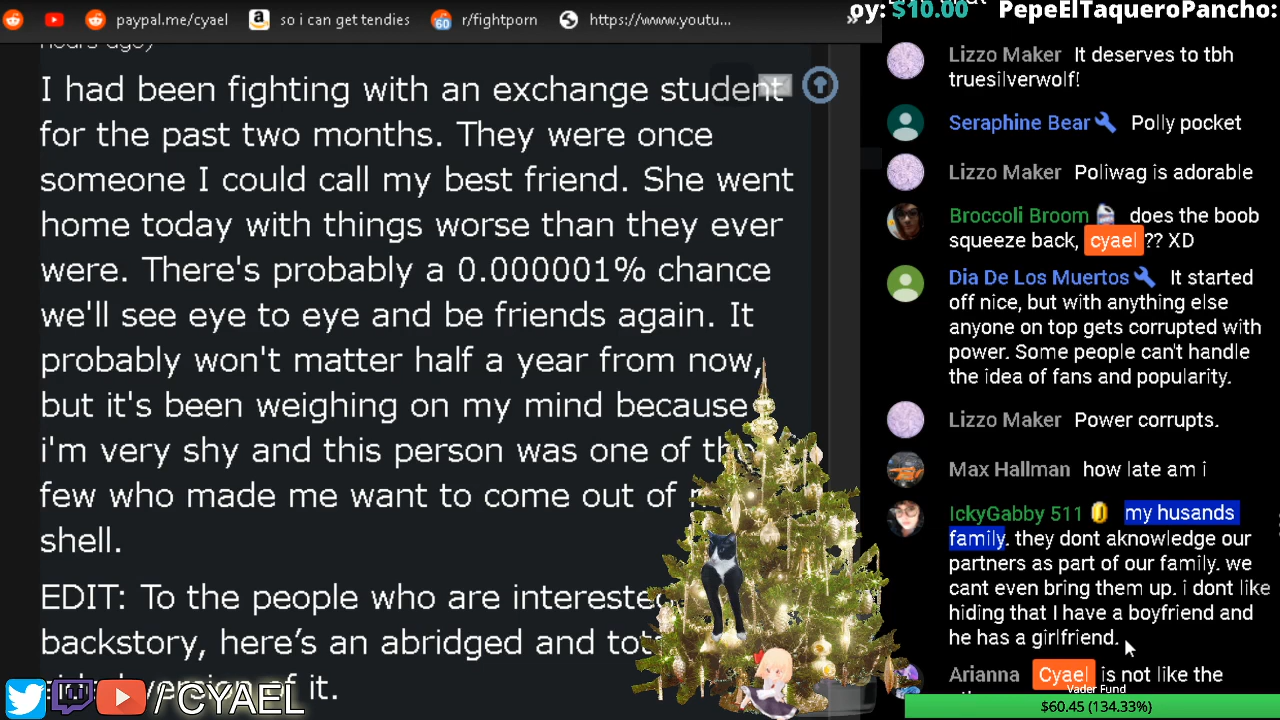 paypal.me/cyael so i can get tendies 60 r/fightporn https://www.youtu... »
hours ago)
I had been fighting with an exchange student
for the past two months. They were once
someone I could call my best friend. She went
home today with things worse than they ever
were. There's probably a 0.000001% chance
we'll see eye to eye and be friends again. It
probably won't matter half a year from now,
but it's been weighing on my mind because
i'm very shy and this person was one of the
few who made me want to come out of
shell.
EDIT: To the people who are interested
backstory, here's an abridged and
version of it.
/CYAEL
oy: $10.00 PepeElTaqueroPancho:
Lizzo Maker It deserves to tbh
truesilverwolf!
Seraphine Bear Polly pocket
Lizzo Maker Poliwag is adorable
Broccoli Broom does the boob
squeeze back, cyael ?? XD
Dia De Los Muertos It started
off nice, but with anything else
anyone on top gets corrupted with
power. Some people can't handle
the idea of fans and popularity.
Lizzo Maker Power corrupts.
Max Hallman how late am i
IckyGabby 511 my husands
family. they dont aknowledge our
partners as part of our family. we
cant even bring them up. i dont like
hiding that I have a boyfriend and
he has a girlfriend.
Arianna Cyael is not like the
Vader Fund
$60.45 (134.33%)